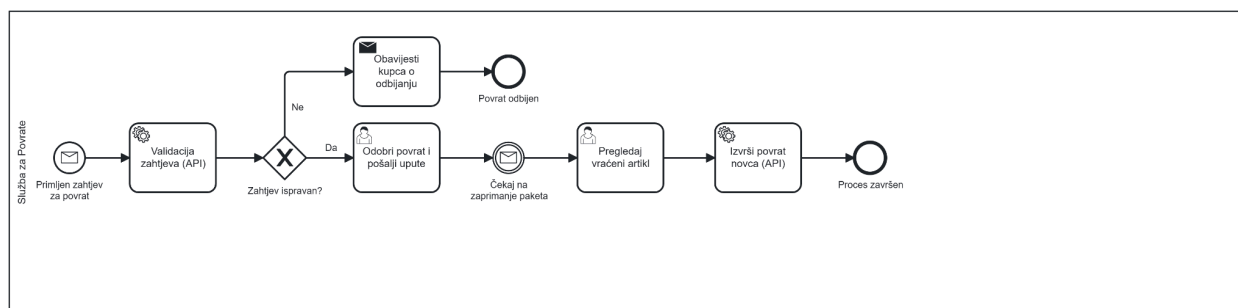 Služba za Povrate
Primljen zahtjev
za povrat
Validacija
zahtjeva (API)
Zahtjev ispravan?
Ne
Obavijesti
kupca o
odbijanju
Povrat odbijen
Da
Odobri povrat i
pošalji upute
Čekaj na
zaprimanje paketa
Pregledaj
vraćeni artikl
Izvrši povrat
novca (API)
Proces završen